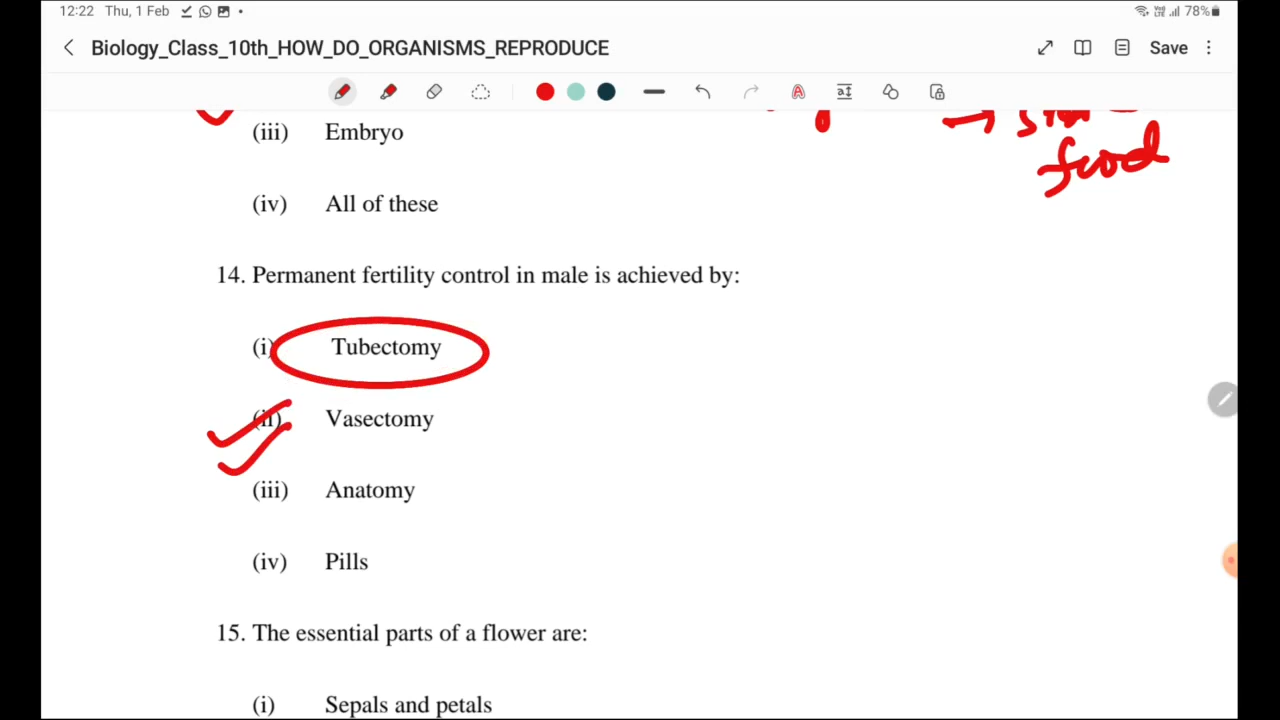 12:22 Thu, 1 Feb 78%
Biology_Class_10th_HOW_DO_ORGANISMS_REPRODUCE Save
(iii) Embryo
food
(iv) All of these
14. Permanent fertility control in male is achieved by:
(i) Tubectomy
(ii) Vasectomy
(iii) Anatomy
(iv) Pills
15. The essential parts of a flower are:
(i) Sepals and petals